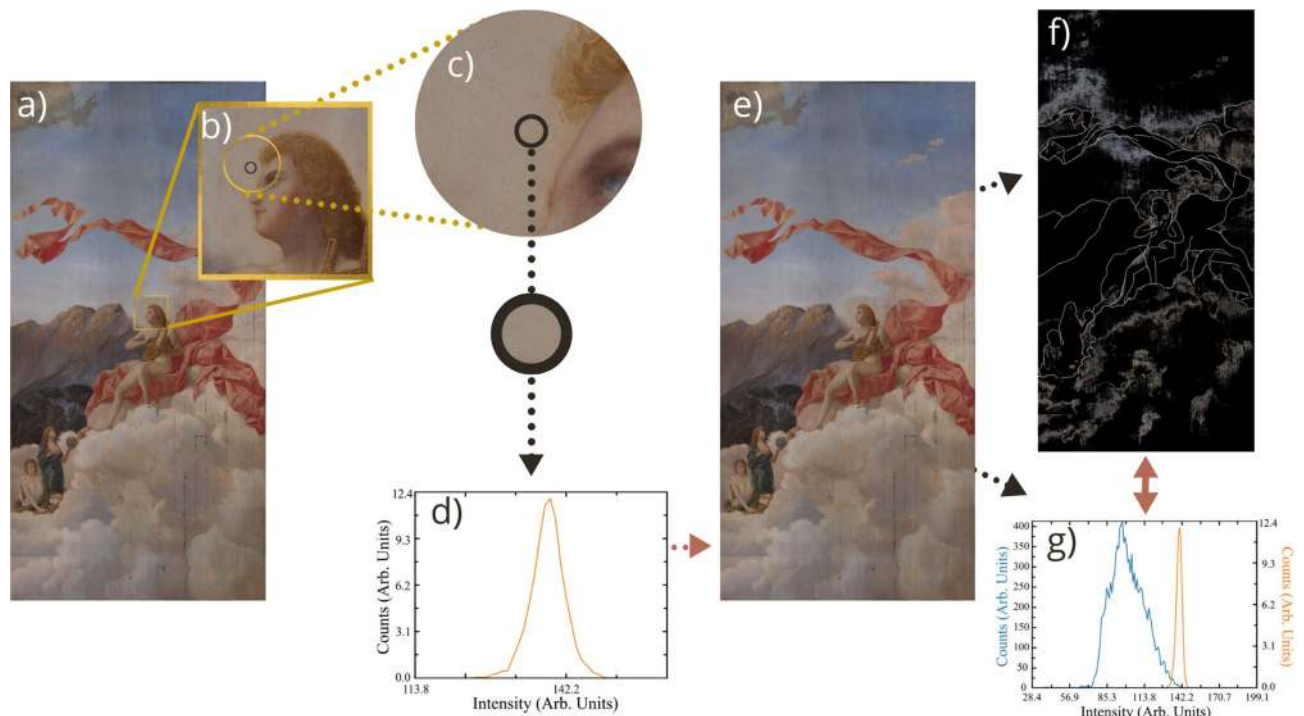 a)
b)
c)
e)
f)
d)
12.4
9.3
6.2
3.1
0.0
Counts (Arb. Units)
113.8
142.2
Intensity (Arb. Units)
g)
400
350
300
250
200
150
100
50
0
Counts (Arb. Units)
12.4
9.3
6.2
3.1
0.0
Counts (Arb. Units)
28.4 56.9 85.3 113.8 142.2 170.7 199.1
Intensity (Arb. Units)